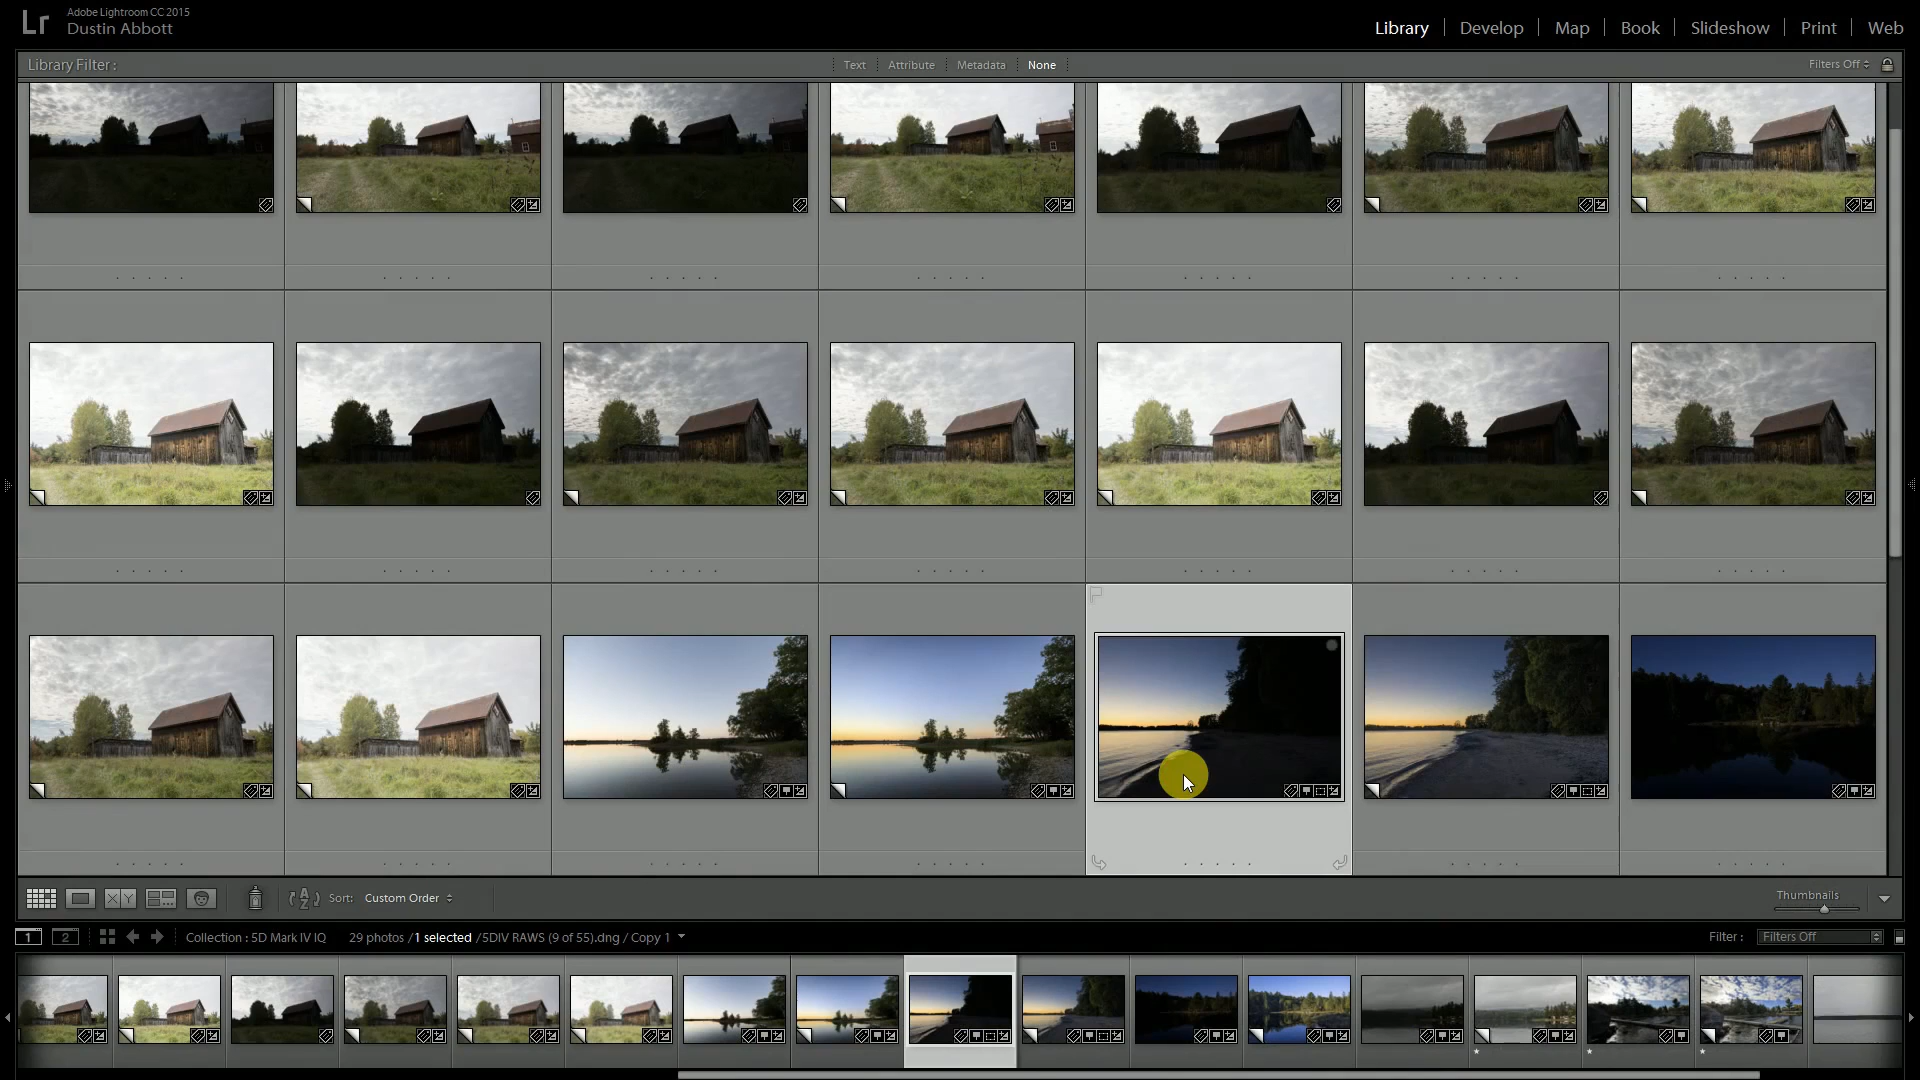 Lr
Adobe Lightroom CC 2015
Dustin Abbott
Library Develop Map Book Slideshow Print Web
Library Filter : Text Attribute Metadata None Filters Off
XY Sort: Custom Order Thumbnails
1 2 Collection : 5D Mark IV IQ 29 photos / 1 selected / 5DIV RAWS (9 of 55).dng / Copy 1 Filter : Filters Off